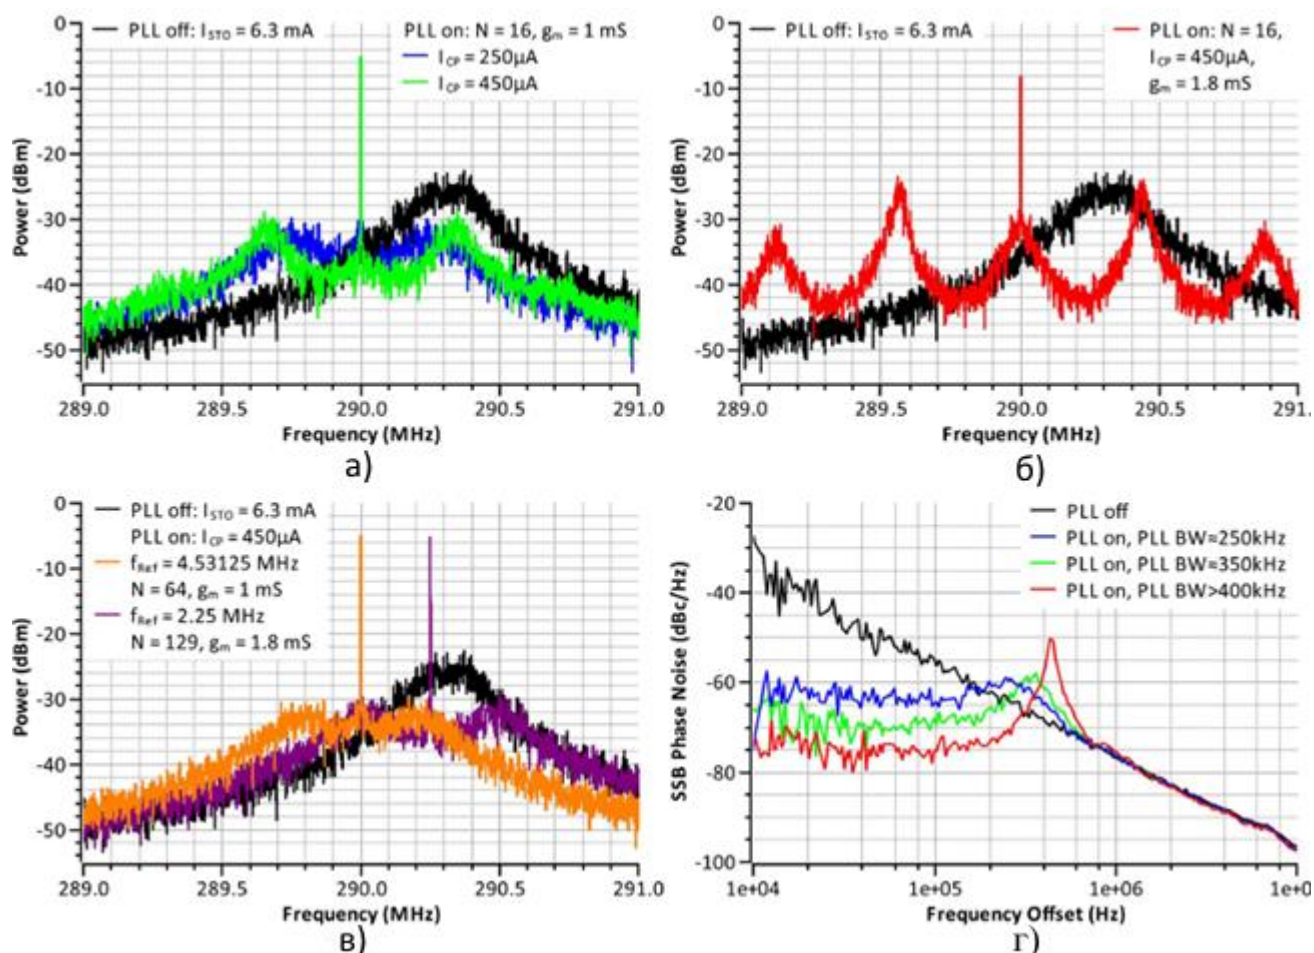 0
-10
-20
-30
-40
-50
Power (dBm)
PLL off: I_STO = 6.3 mA
PLL on: N = 16, g_m = 1 mS
I_CP = 250µA
I_CP = 450µA
289.0 289.5 290.0 290.5 291.0
Frequency (MHz)
а)
0
-10
-20
-30
-40
-50
Power (dBm)
PLL off: I_STO = 6.3 mA
PLL on: N = 16,
I_CP = 450µA,
g_m = 1.8 mS
289.0 289.5 290.0 290.5 291.
Frequency (MHz)
б)
0
-10
-20
-30
-40
-50
Power (dBm)
PLL off: I_STO = 6.3 mA
PLL on: I_CP = 450µA
f_Ref = 4.53125 MHz
N = 64, g_m = 1 mS
f_Ref = 2.25 MHz
N = 129, g_m = 1.8 mS
289.0 289.5 290.0 290.5 291.0
Frequency (MHz)
в)
-20
-40
-60
-80
-100
SSB Phase Noise (dBc/Hz)
PLL off
PLL on, PLL BW≈250kHz
PLL on, PLL BW≈350kHz
PLL on, PLL BW>400kHz
1e+04 1e+05 1e+06 1e+0
Frequency Offset (Hz)
г)